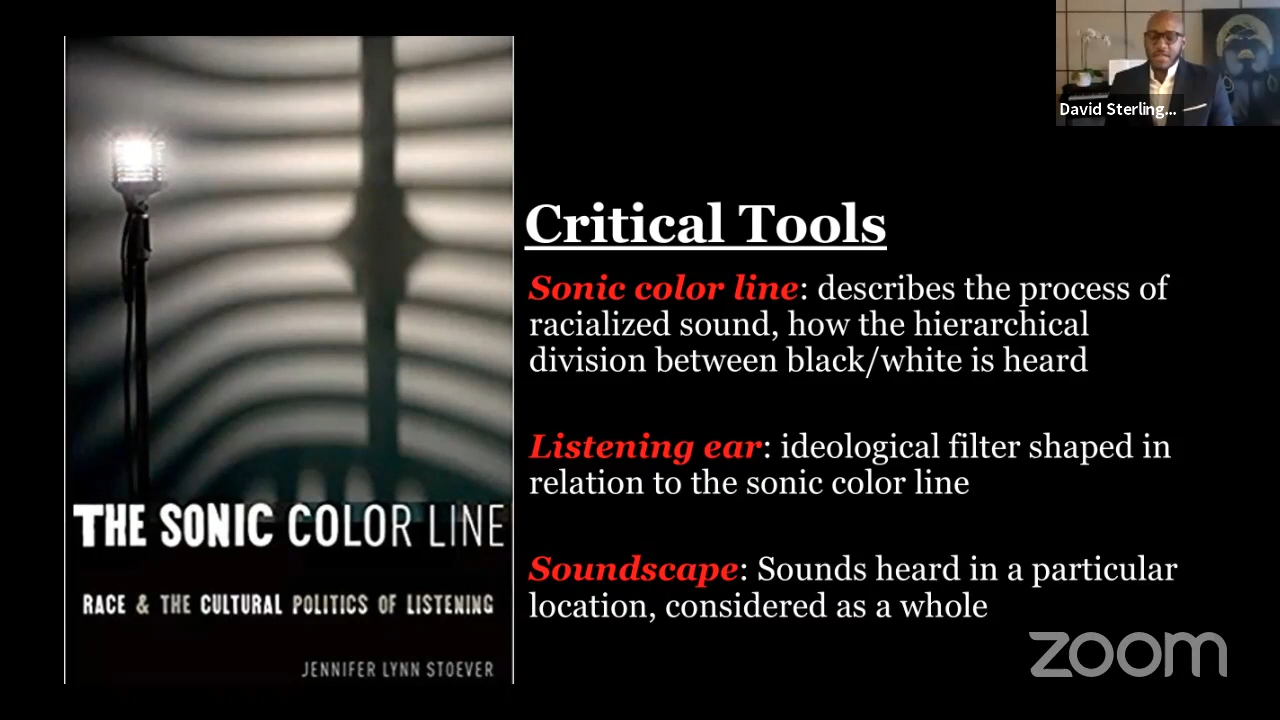 David Sterling...
Critical Tools
Sonic color line: describes the process of
racialized sound, how the hierarchical
division between black/white is heard
Listening ear: ideological filter shaped in
relation to the sonic color line
Soundscape: Sounds heard in a particular
location, considered as a whole
THE SONIC COLOR LINE
RACE & THE CULTURAL POLITICS OF LISTENING
JENNIFER LYNN STOEVER
zoom